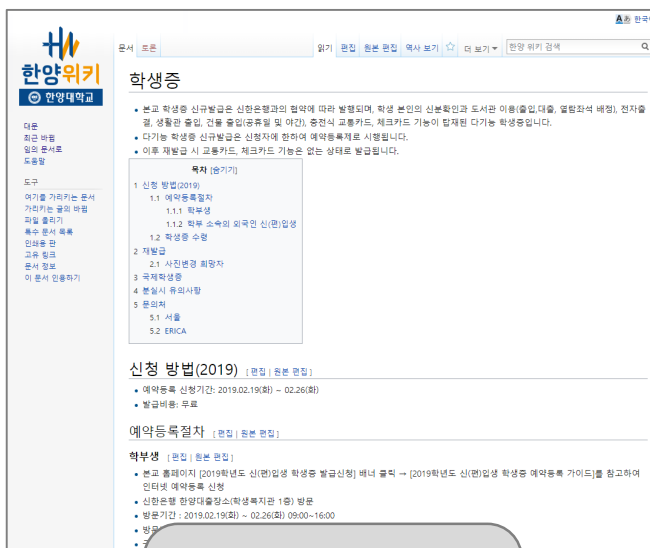 한국
한양위키
한양대학교
문서 토론 읽기 편집 원본 편집 역사 보기 더 보기 한양 위키 검색
대문
최근 바뀜
임의 문서로
도움말
도구
여기를 가리키는 문서
가리키는 글의 바뀜
파일 올리기
특수 문서 목록
인쇄용 판
고유 링크
문서 정보
이 문서 인용하기
학생증
본교 학생증 신규발급은 신한은행과의 협약에 따라 발행되며, 학생 본인의 신분확인과 도서관 이용(출입,대출, 열람좌석 배정), 전자출
결, 생활관 출입, 건물 출입(공휴일 및 야간), 충전식 교통카드, 체크카드 기능이 탑재된 다기능 학생증입니다.
다기능 학생증 신규발급은 신청자에 한하여 예약등록제로 시행됩니다.
이후 재발급 시 교통카드, 체크카드 기능은 없는 상태로 발급됩니다.
목차 [숨기기]
1 신청 방법(2019)
1.1 예약등록절차
1.1.1 학부생
1.1.2 학부 소속의 외국인 신(편)입생
1.2 학생증 수령
2 재발급
2.1 사진변경 희망자
3 국제학생증
4 분실시 유의사항
5 문의처
5.1 서울
5.2 ERICA
신청 방법(2019) [ 편집 | 원본 편집 ]
예약등록 신청기간: 2019.02.19(화) ~ 02.26(화)
발급비용: 무료
예약등록절차 [ 편집 | 원본 편집 ]
학부생 [ 편집 | 원본 편집 ]
본교 홈페이지 [2019학년도 신(편)입생 학생증 발급신청] 배너 클릭 → [2019학년도 신(편)입생 학생증 예약등록 가이드]를 참고하여
인터넷 예약등록 신청
신한은행 한양대출장소(학생복지관 1층) 방문
방문기간 : 2019.02.19(화) ~ 02.26(화) 09:00~16:00